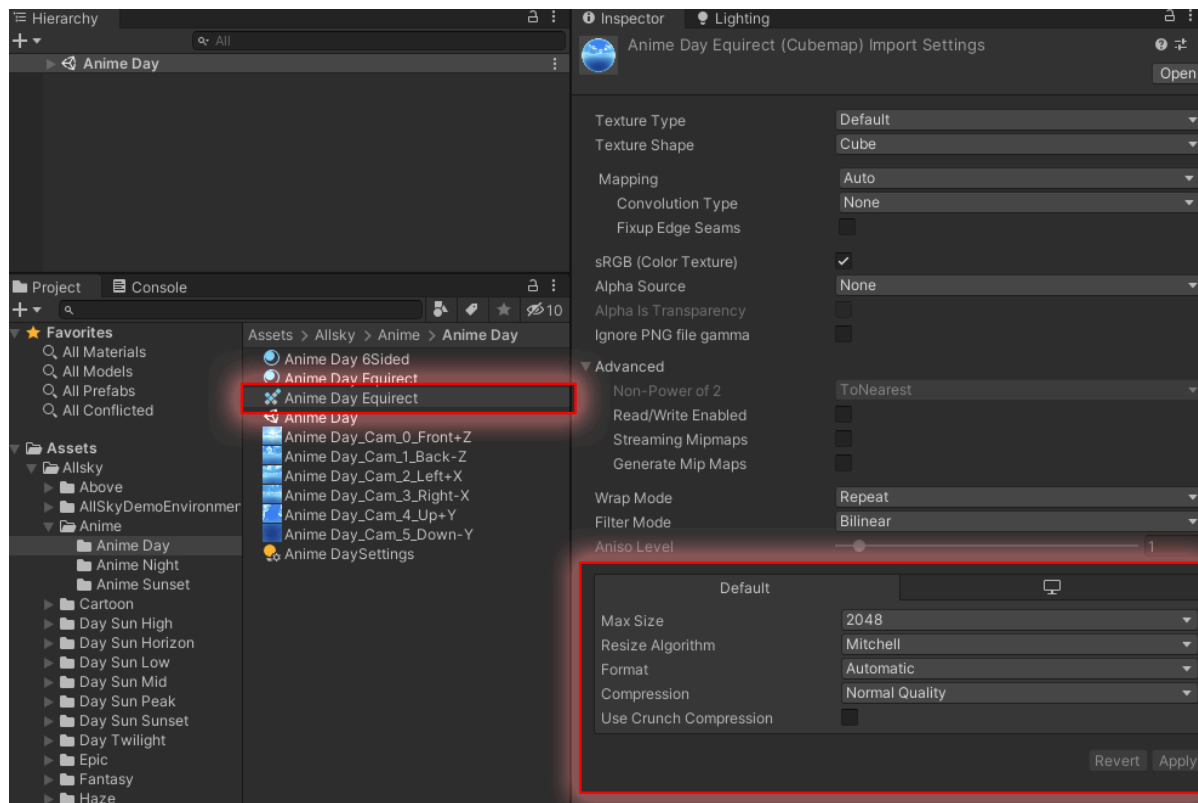 Hierarchy
All
Anime Day
Project
Console
10
Favorites
All Materials
All Models
All Prefabs
All Conflicted
Assets
Allsky
Above
AllSkyDemoEnvironmer
Anime
Anime Day
Anime Night
Anime Sunset
Cartoon
Day Sun High
Day Sun Horizon
Day Sun Low
Day Sun Mid
Day Sun Peak
Day Sun Sunset
Day Twilight
Epic
Fantasy
Haze
Assets > Allsky > Anime > Anime Day
Anime Day 6Sided
Anime Day Equirect
Anime Day Equirect
Anime Day
Anime Day_Cam_0_Front+Z
Anime Day_Cam_1_Back-Z
Anime Day_Cam_2_Left+X
Anime Day_Cam_3_Right-X
Anime Day_Cam_4_Up+Y
Anime Day_Cam_5_Down-Y
Anime DaySettings
Inspector
Lighting
Anime Day Equirect (Cubemap) Import Settings
Open
Texture Type Default
Texture Shape Cube
Mapping Auto
Convolution Type None
Fixup Edge Seams
sRGB (Color Texture)
Alpha Source None
Alpha Is Transparency
Ignore PNG file gamma
Advanced
Non-Power of 2 ToNearest
Read/Write Enabled
Streaming Mipmaps
Generate Mip Maps
Wrap Mode Repeat
Filter Mode Bilinear
Aniso Level 1
Default
Max Size 2048
Resize Algorithm Mitchell
Format Automatic
Compression Normal Quality
Use Crunch Compression
Revert Apply